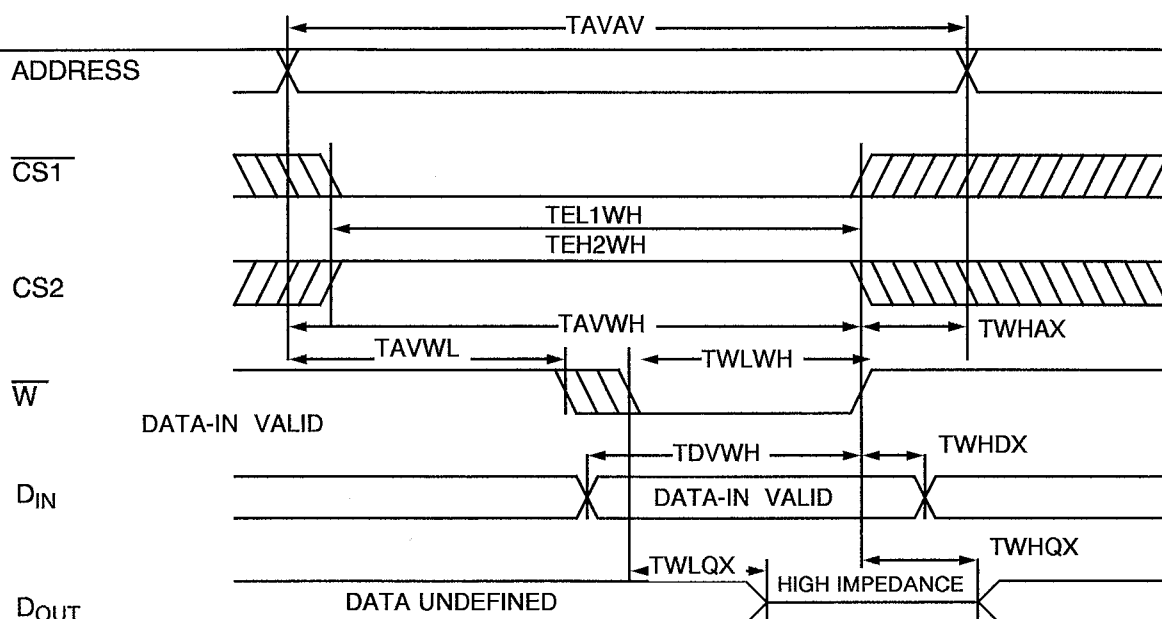 TAVAV
ADDRESS
CS1
TEL1WH
TEH2WH
CS2
TAVWH
TWHAX
TAVWL
TWLWH
W
DATA-IN VALID
TDVWH
TWHDX
DIN
DATA-IN VALID
TWHQX
TWLQX
HIGH IMPEDANCE
DATA UNDEFINED
DOUT